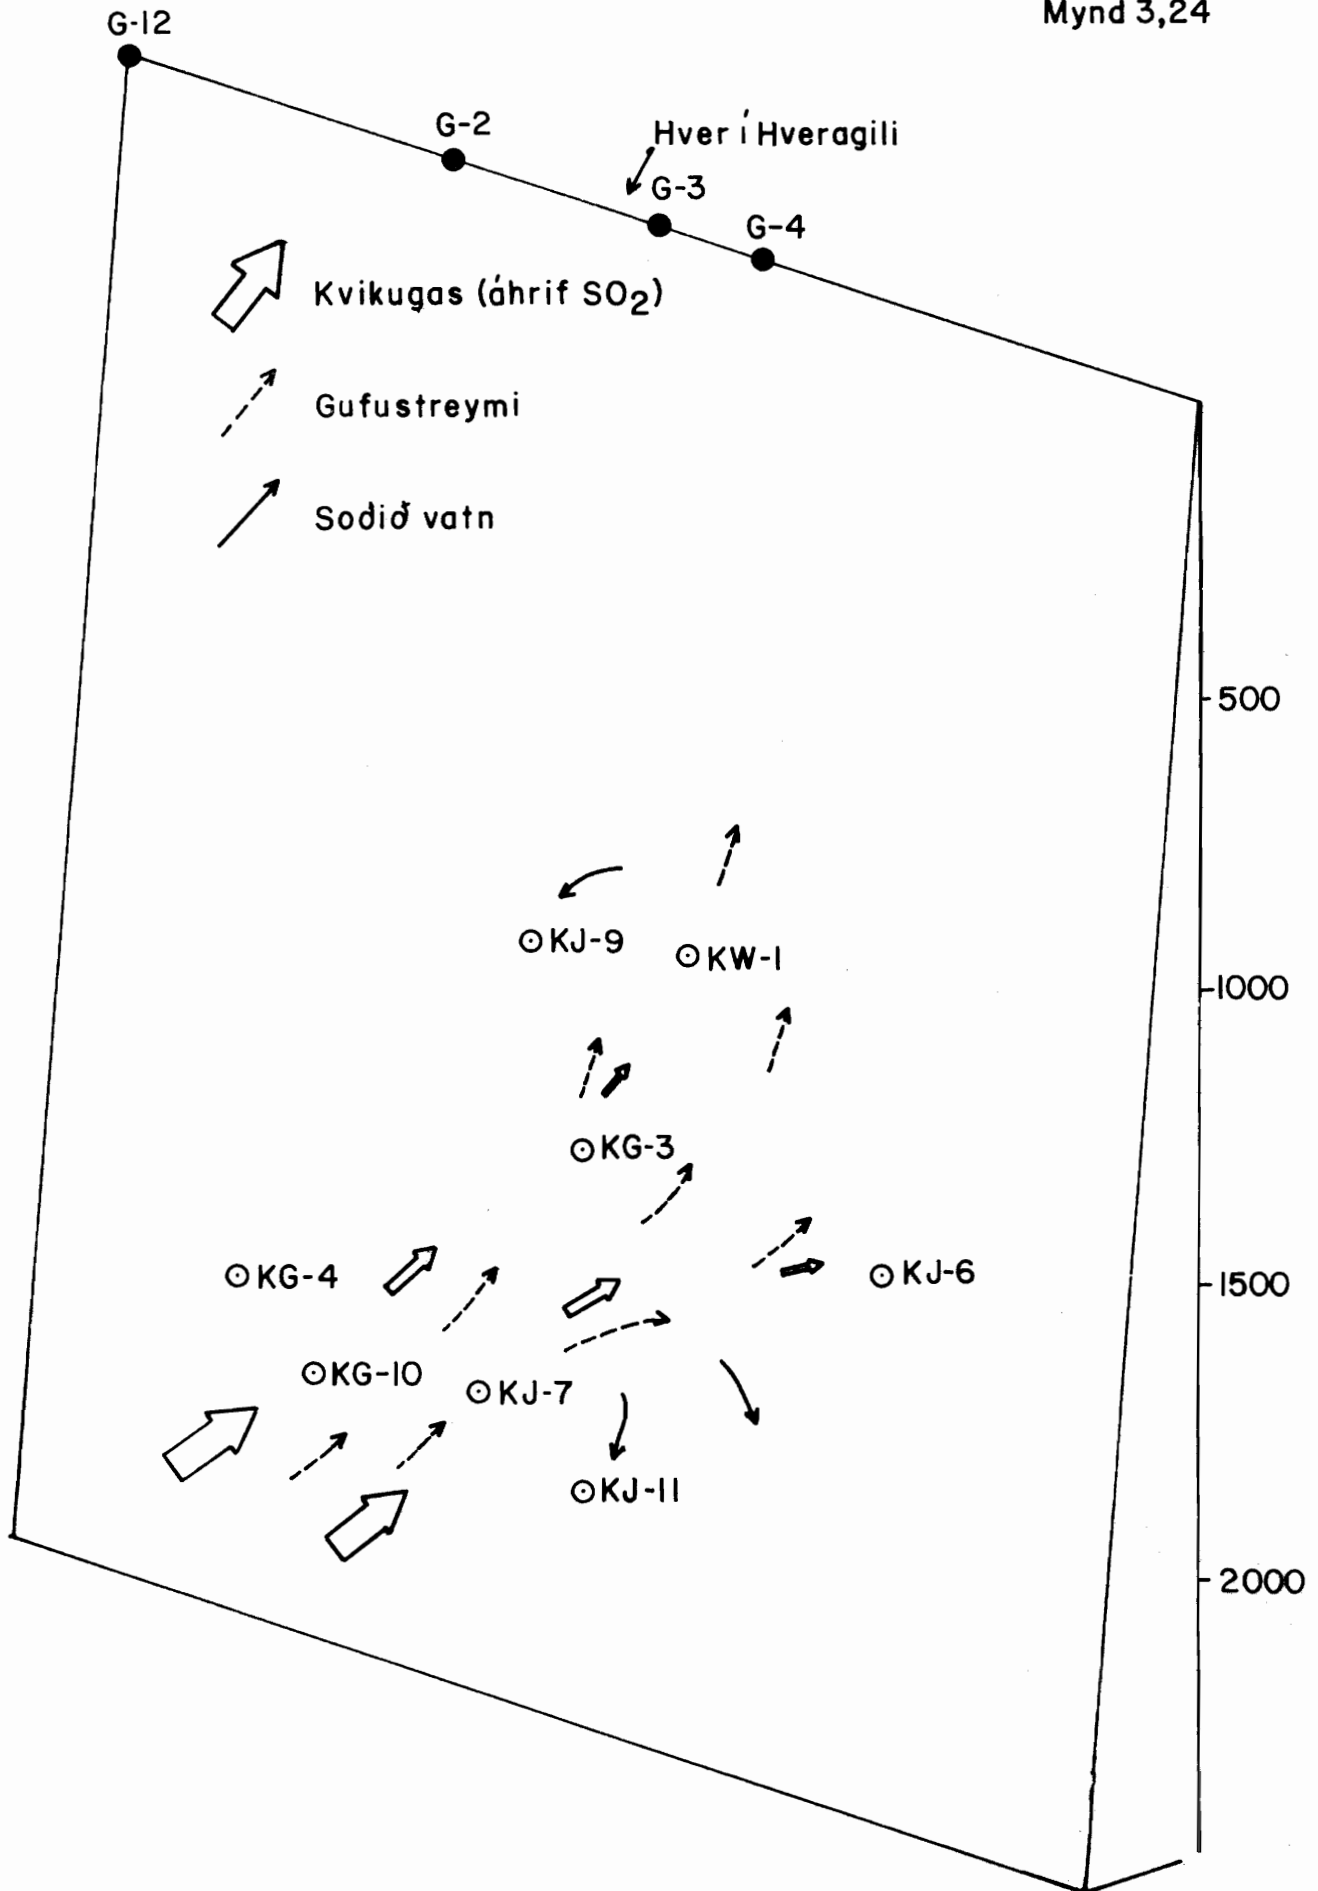 Mynd 3,24
G-12
G-2
Hver í Hveragili
G-3
G-4
Kvikugas (áhrif SO2)
Gufustreymi
Sodið vatn
500
KJ-9
KW-1
1000
KG-3
KG-4
KJ-6
1500
KG-10
KJ-7
KJ-11
2000